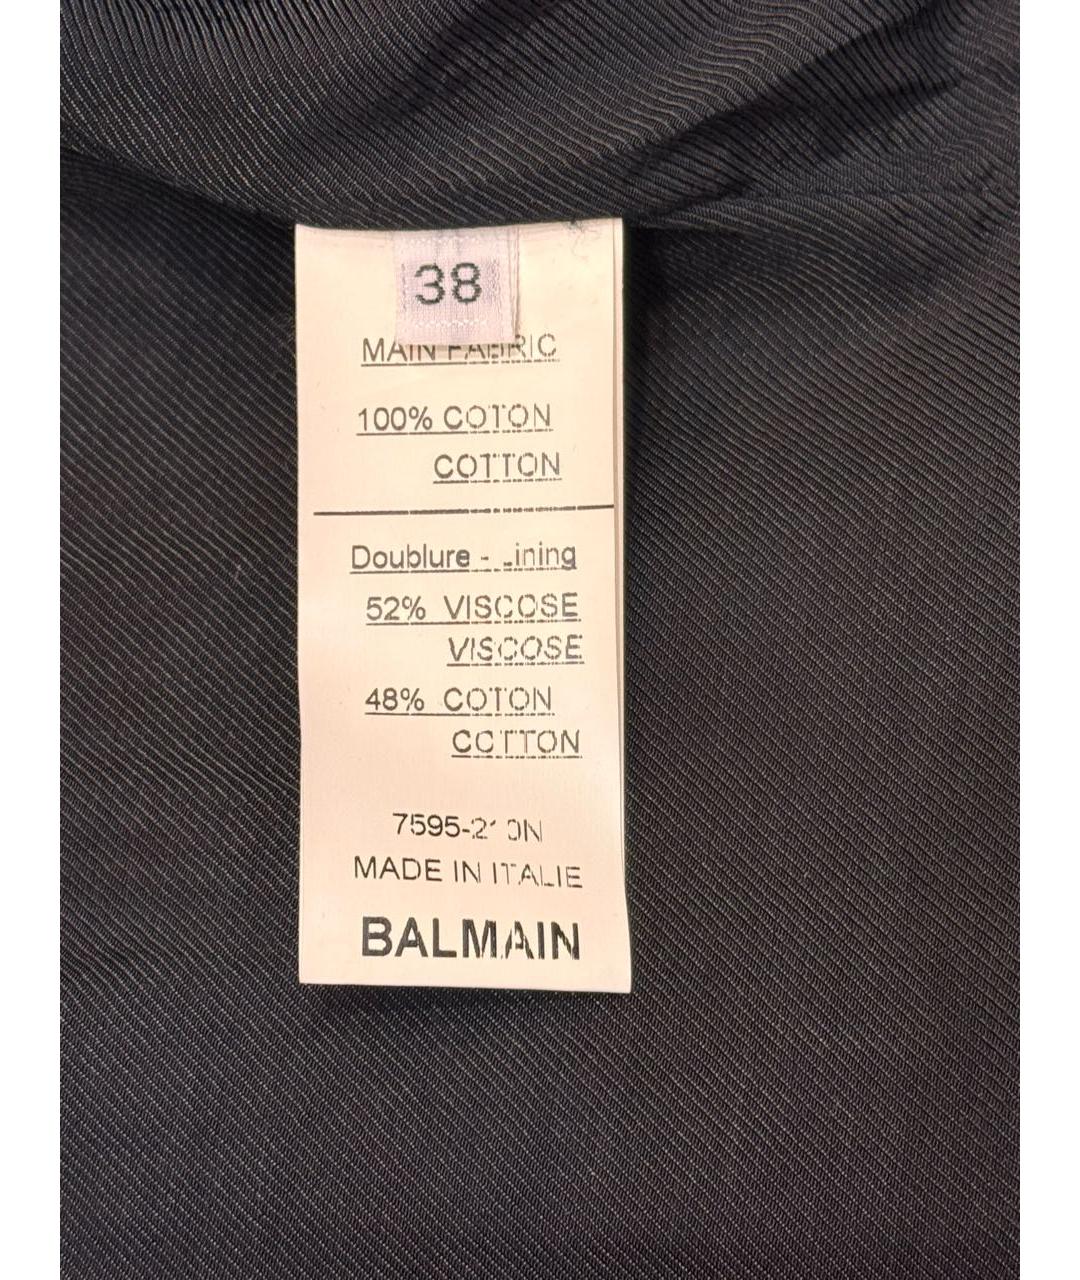 38
MAIN FABRIC
100% COTON
COTTON
Doublure - Lining
52% VISCOSE
VISCOSE
48% COTON
COTTON
MADE IN ITALIE
BALMAIN